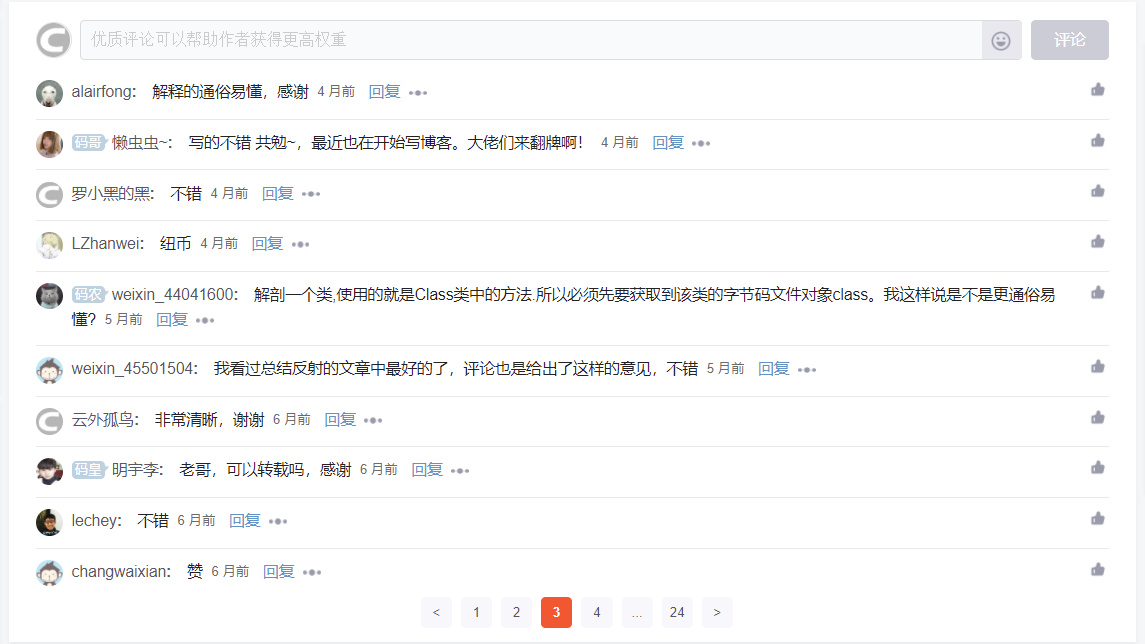 优质评论可以帮助作者获得更高权重 评论
alairfong： 解释的通俗易懂，感谢 4 月前 回复
码哥 懒虫虫~： 写的不错 共勉~，最近也在开始写博客。大佬们来翻牌啊！ 4 月前 回复
罗小黑的黑： 不错 4 月前 回复
LZhanwei： 纽币 4 月前 回复
码农 weixin_44041600： 解剖一个类,使用的就是Class类中的方法.所以必须先要获取到该类的字节码文件对象class。我这样说是不是更通俗易
懂？ 5 月前 回复
weixin_45501504： 我看过总结反射的文章中最好的了，评论也是给出了这样的意见，不错 5 月前 回复
云外孤鸟： 非常清晰，谢谢 6 月前 回复
码皇 明宇李： 老哥，可以转载吗，感谢 6 月前 回复
lechey： 不错 6 月前 回复
changwaixian： 赞 6 月前 回复
< 1 2 3 4 ... 24 >